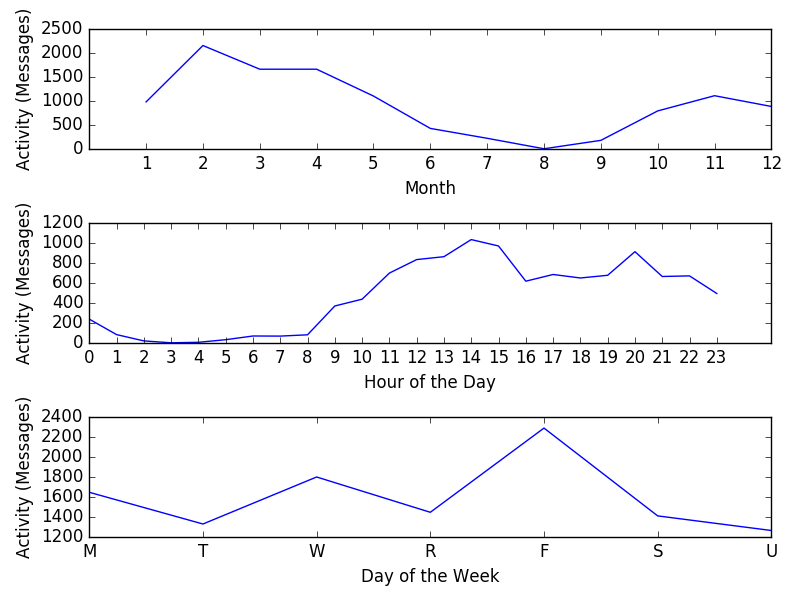 Activity (Messages)
2500
2000
1500
1000
500
0
1 2 3 4 5 6 7 8 9 10 11 12
Month
Activity (Messages)
1200
1000
800
600
400
200
0
0 1 2 3 4 5 6 7 8 9 10 11 12 13 14 15 16 17 18 19 20 21 22 23
Hour of the Day
Activity (Messages)
2400
2200
2000
1800
1600
1400
1200
M T W R F S U
Day of the Week